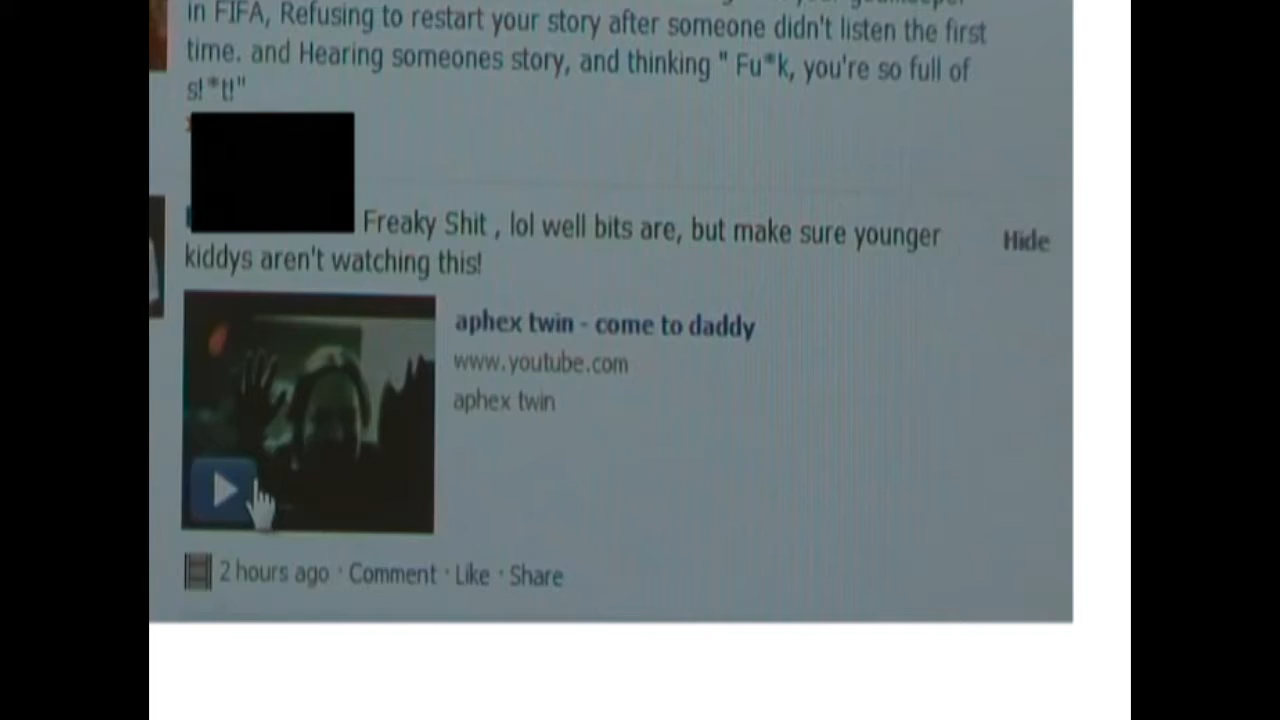 in FIFA, Refusing to restart your story after someone didn't listen the first
time. and Hearing someones story, and thinking " Fu*k, you're so full of
s!*t!"
Freaky Shit , lol well bits are, but make sure younger
Hide
kiddys aren't watching this!
aphex twin - come to daddy
www.youtube.com
aphex twin
2 hours ago · Comment · Like · Share